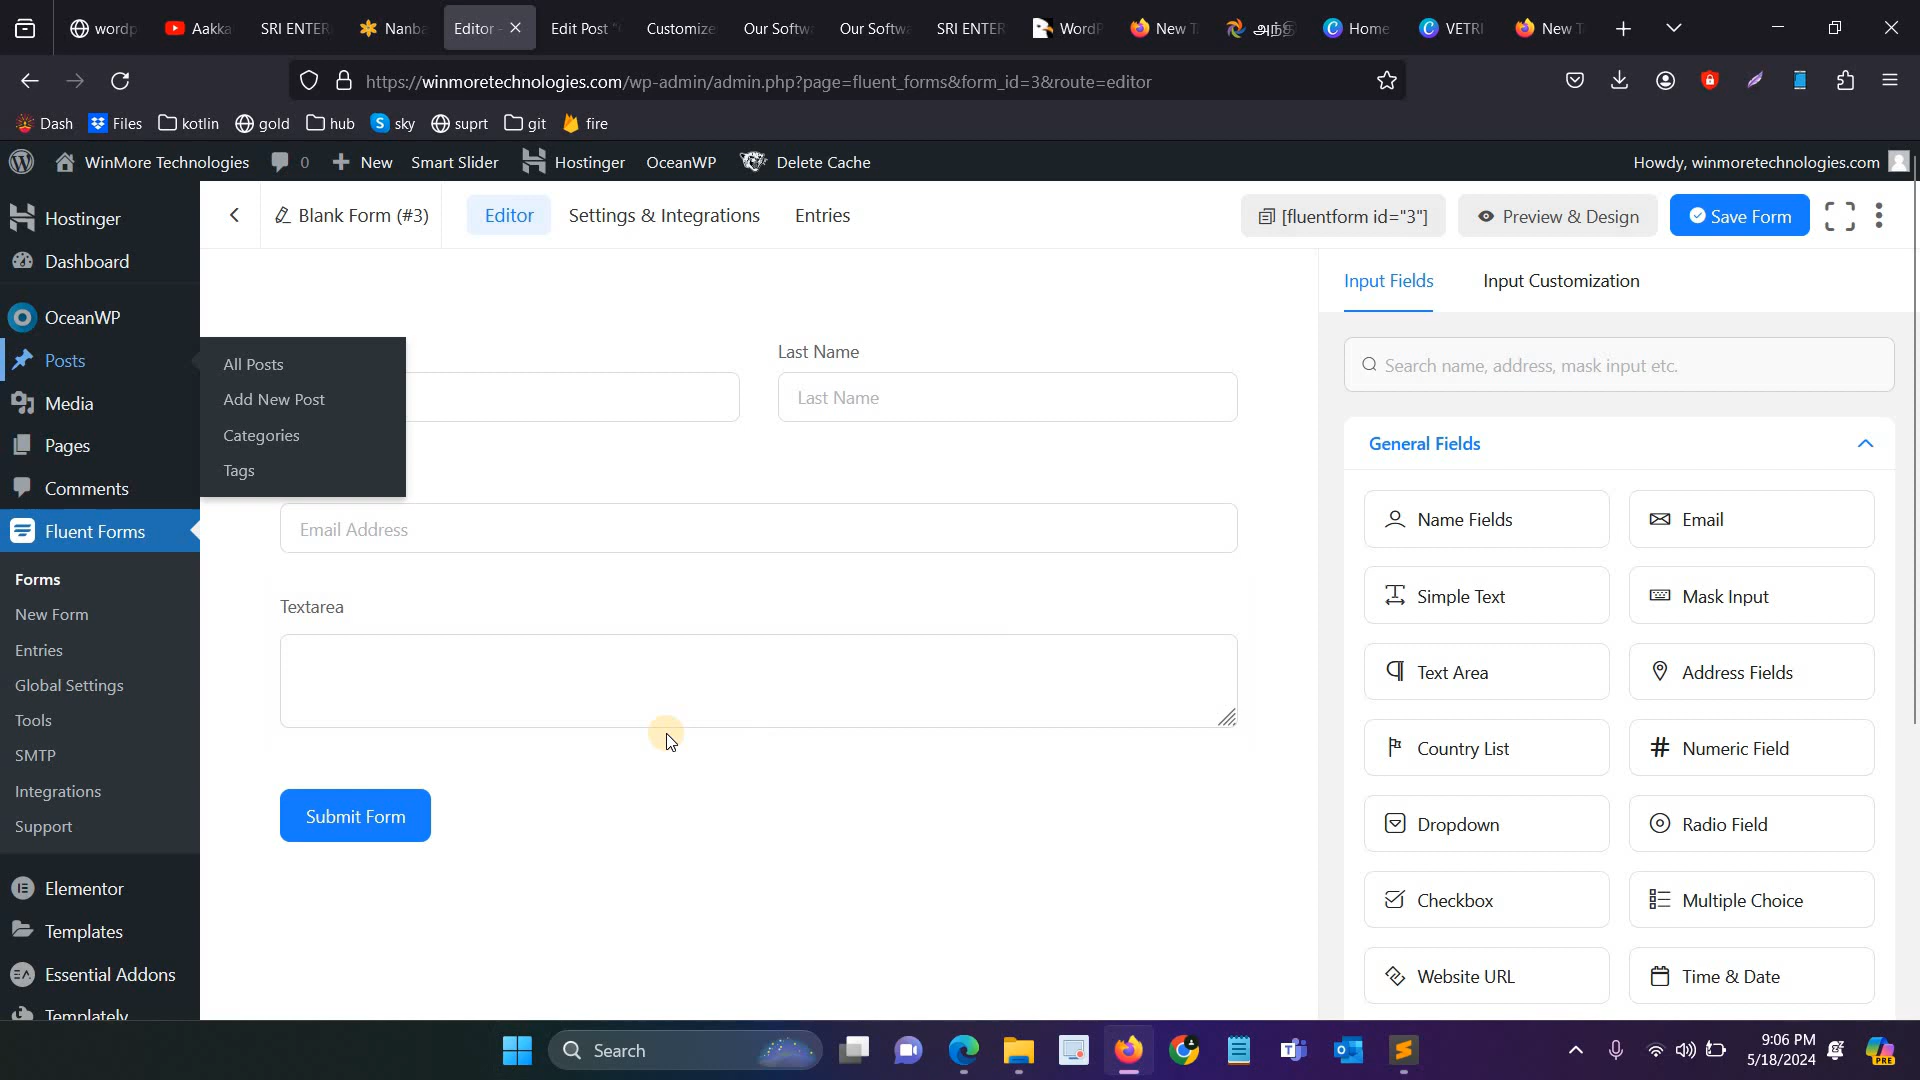 wordp
Aakka
SRI ENTER
Nanba
Editor -
Edit Post "
Customize
Our Softw
Our Softwa
SRI ENTER
WordP
New T
Home
VETRI
New T
https://winmoretechnologies.com/wp-admin/admin.php?page=fluent_forms&form_id=3&route=editor
Dash Files kotlin gold hub sky suprt git fire
WinMore Technologies 0 New Smart Slider Hostinger OceanWP Delete Cache
Howdy, winmoretechnologies.com
Hostinger
Dashboard
OceanWP
Posts
Media
Pages
Comments
Fluent Forms
Forms
New Form
Entries
Global Settings
Tools
SMTP
Integrations
Support
Elementor
Templates
Essential Addons
Templately
All Posts
Add New Post
Categories
Tags
Blank Form (#3)
Editor
Settings & Integrations
Entries
[fluentform id="3"]
Preview & Design
Save Form
Last Name
Last Name
Email Address
Textarea
Submit Form
Input Fields
Input Customization
Search name, address, mask input etc.
General Fields
Name Fields
Email
Simple Text
Mask Input
Text Area
Address Fields
Country List
Numeric Field
Dropdown
Radio Field
Checkbox
Multiple Choice
Website URL
Time & Date
Search
9:06 PM
5/18/2024
PRE